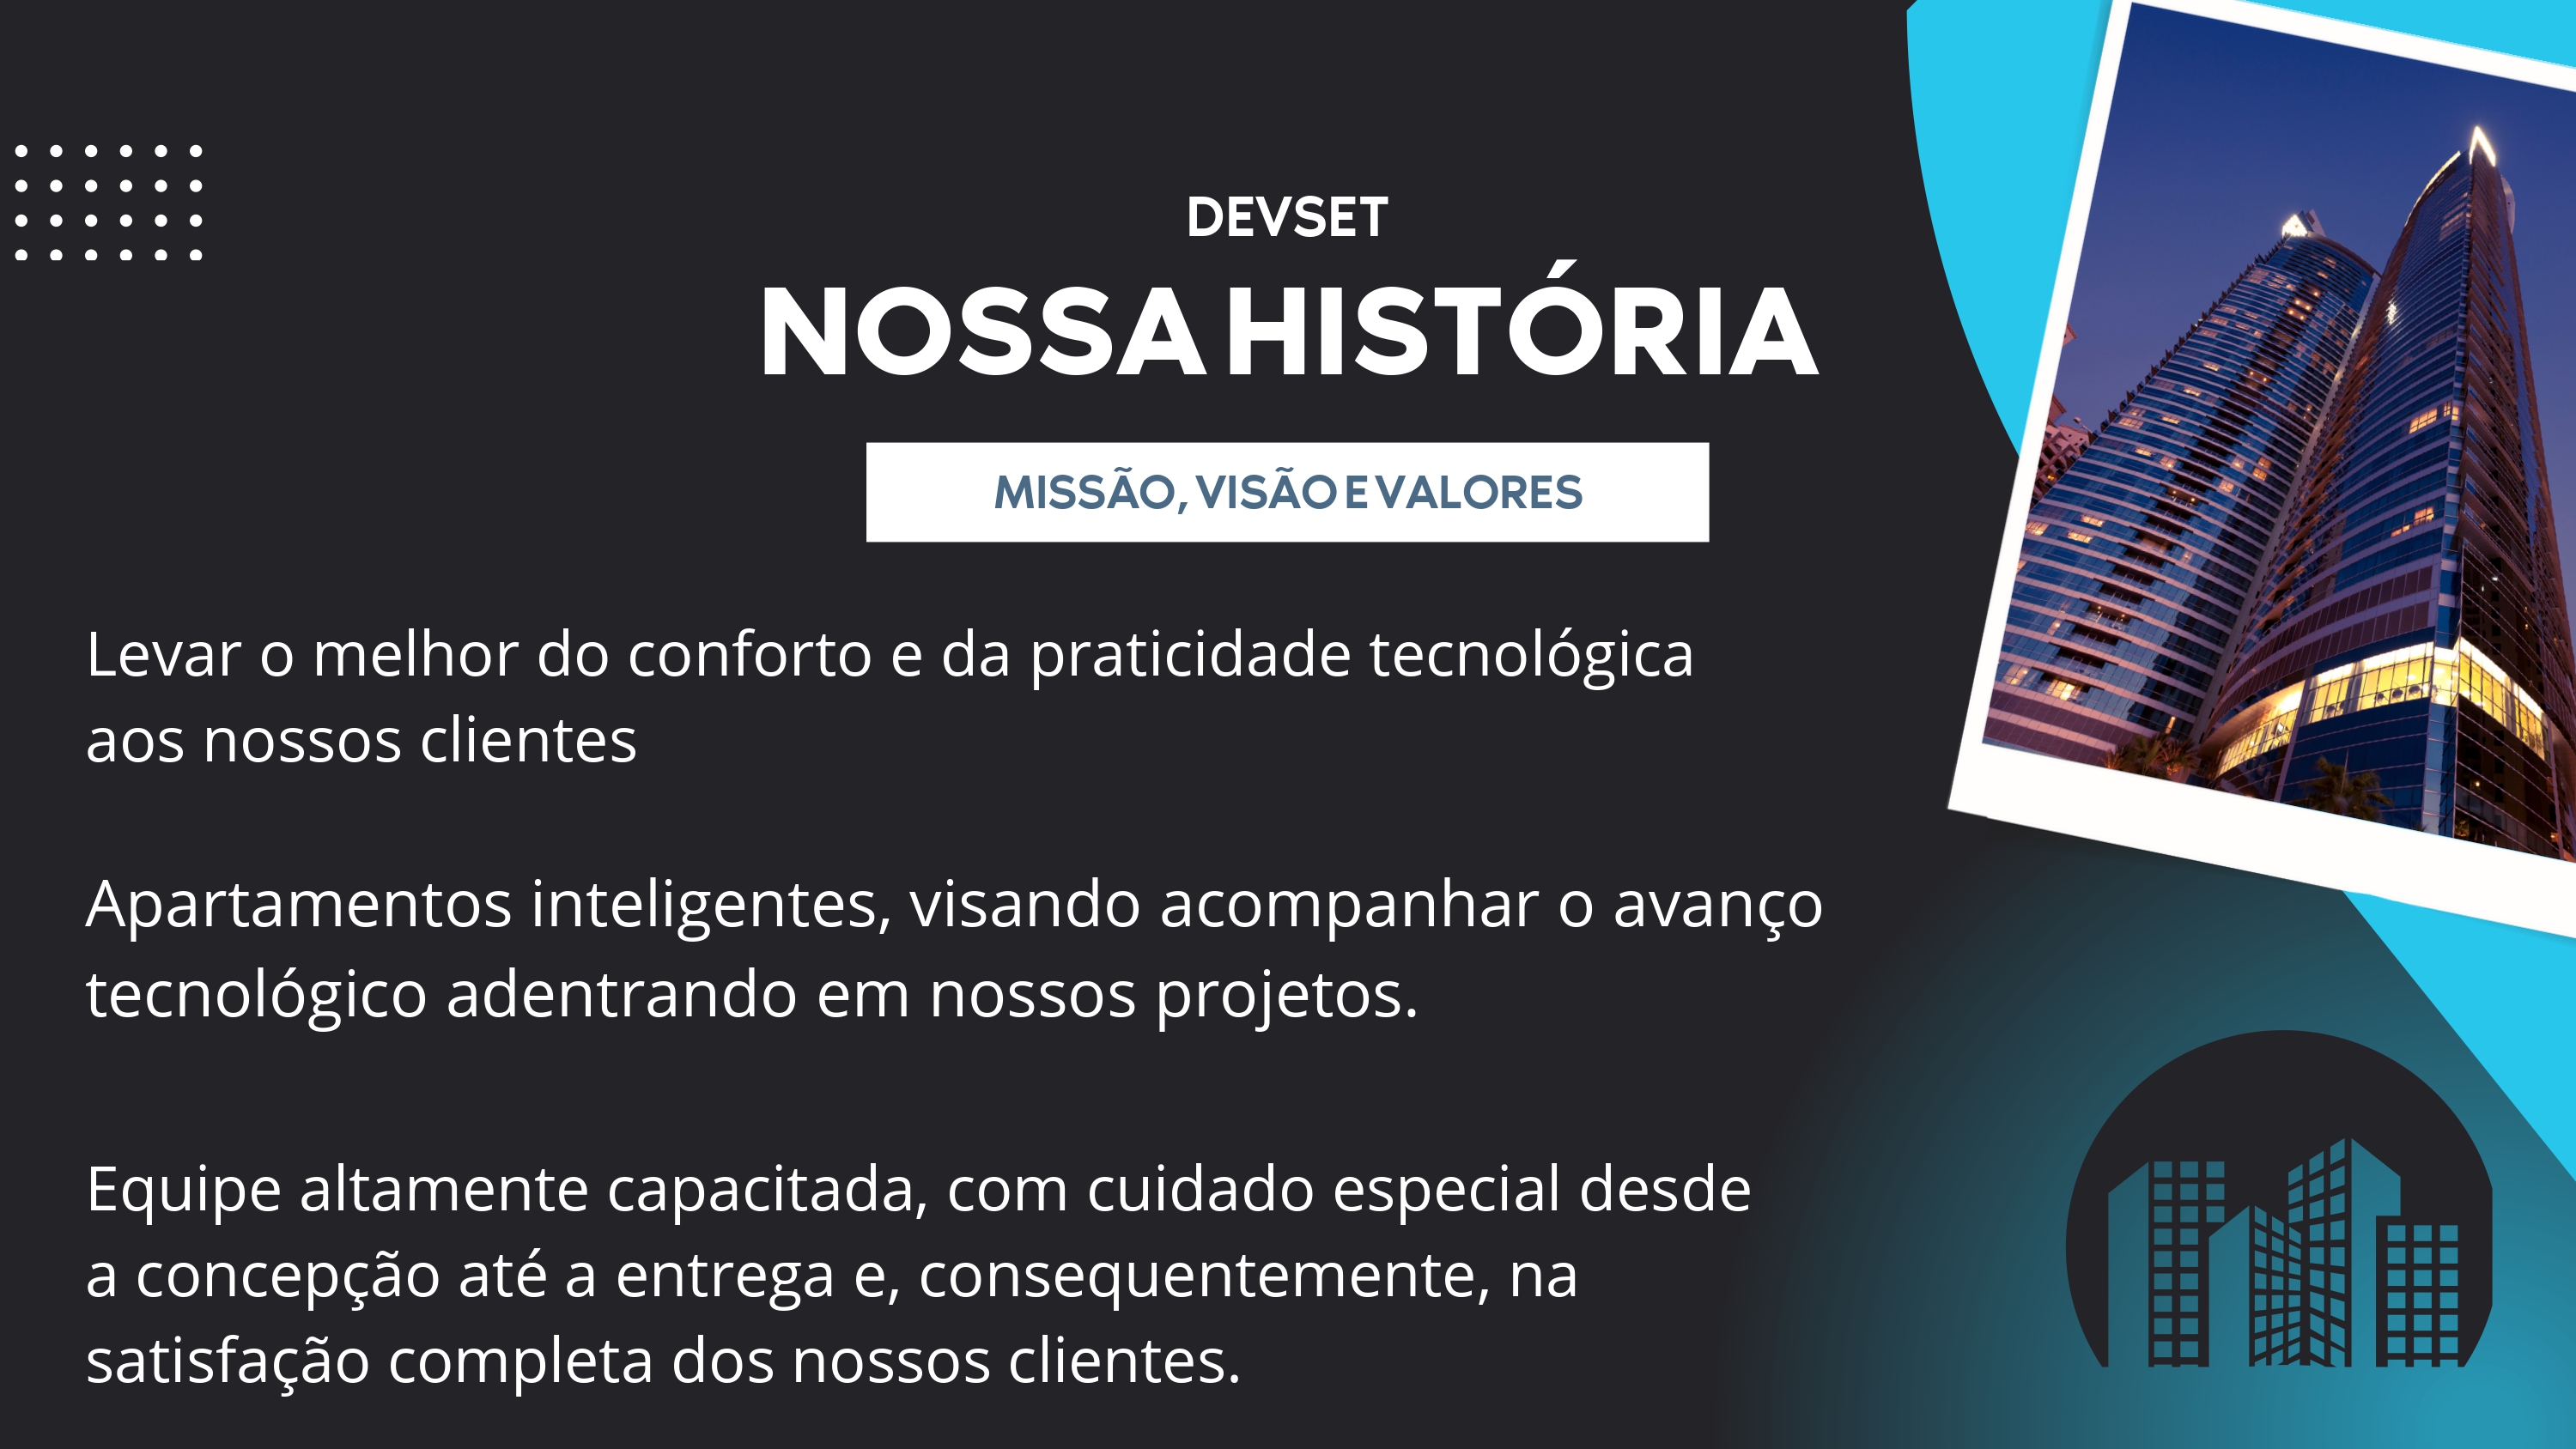 DEVSET
NOSSA HISTÓRIA
MISSÃO, VISÃO E VALORES
Levar o melhor do conforto e da praticidade tecnológica
aos nossos clientes
Apartamentos inteligentes, visando acompanhar o avanço
tecnológico adentrando em nossos projetos.
Equipe altamente capacitada, com cuidado especial desde
a concepção até a entrega e, consequentemente, na
satisfação completa dos nossos clientes.